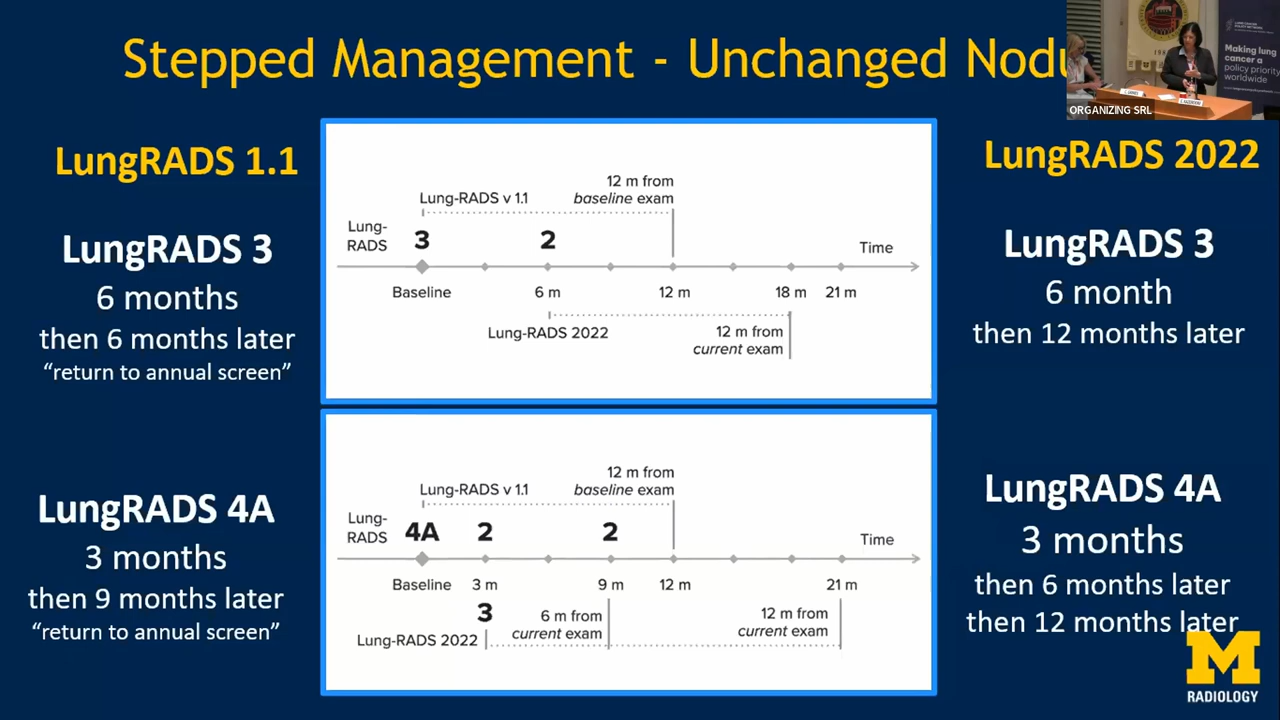 Stepped Management - Unchanged Nodu
Making lung
cancer a
policy priority
worldwide
ORGANIZING SRL
LungRADS 1.1
LungRADS 3
6 months
then 6 months later
“return to annual screen”
LungRADS 4A
3 months
then 9 months later
“return to annual screen”
12 m from
Lung-RADS v 1.1
baseline exam
Lung-
RADS
3
2
Time
Baseline
6 m
12 m
18 m
21 m
Lung-RADS 2022
12 m from
current exam
12 m from
Lung-RADS v 1.1
baseline exam
Lung-
RADS
4A
2
2
Time
Baseline
3 m
9 m
12 m
21 m
3
6 m from
current exam
12 m from
current exam
Lung-RADS 2022
LungRADS 2022
LungRADS 3
6 month
then 12 months later
LungRADS 4A
3 months
then 6 months later
then 12 months later
M
RADIOLOGY